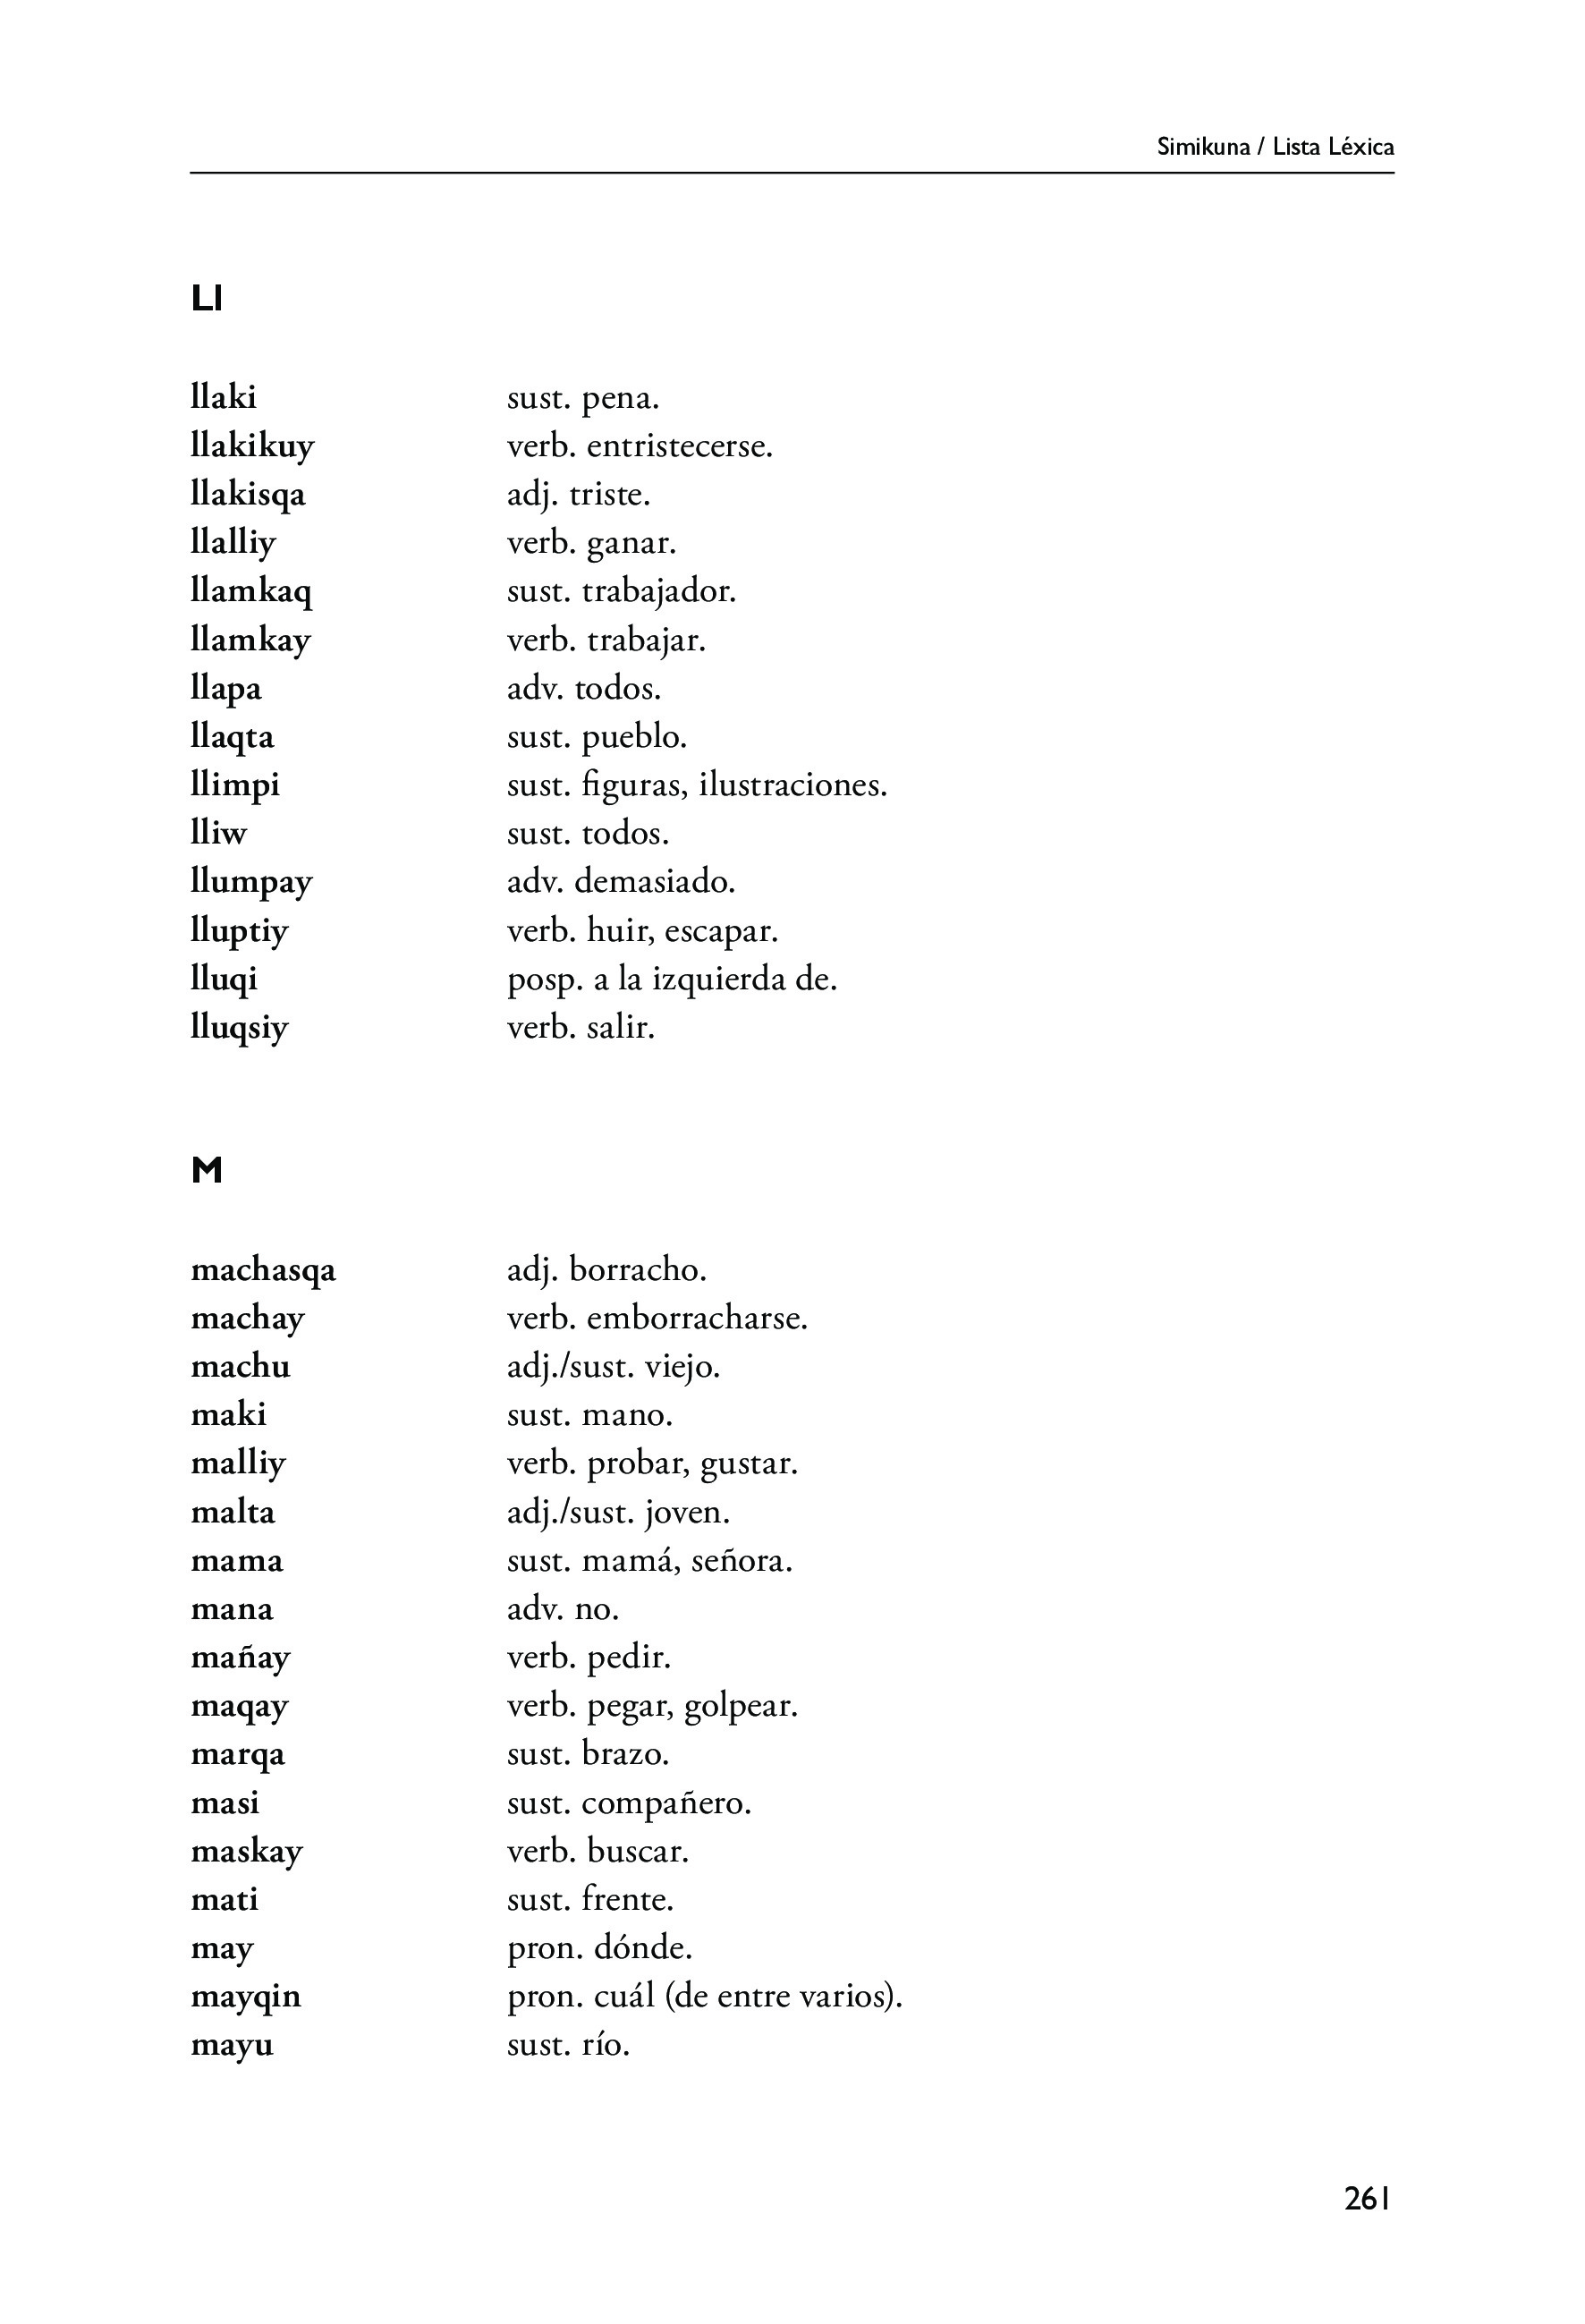 Simikuna / Lista Léxica
Ll
llaki sust. pena.
llakikuy verb. entristecerse.
llakisqa adj. triste.
llalliy verb. ganar.
llamkaq sust. trabajador.
llamkay verb. trabajar.
llapa adv. todos.
llaqta sust. pueblo.
llimpi sust. figuras, ilustraciones.
lliw sust. todos.
llumpay adv. demasiado.
lluptiy verb. huir, escapar.
lluqi posp. a la izquierda de.
lluqsiy verb. salir.
M
machasqa adj. borracho.
machay verb. emborracharse.
machu adj./sust. viejo.
maki sust. mano.
malliy verb. probar, gustar.
malta adj./sust. joven.
mama sust. mamá, señora.
mana adv. no.
mañay verb. pedir.
maqay verb. pegar, golpear.
marqa sust. brazo.
masi sust. compañero.
maskay verb. buscar.
mati sust. frente.
may pron. dónde.
mayqin pron. cuál (de entre varios).
mayu sust. río.
261